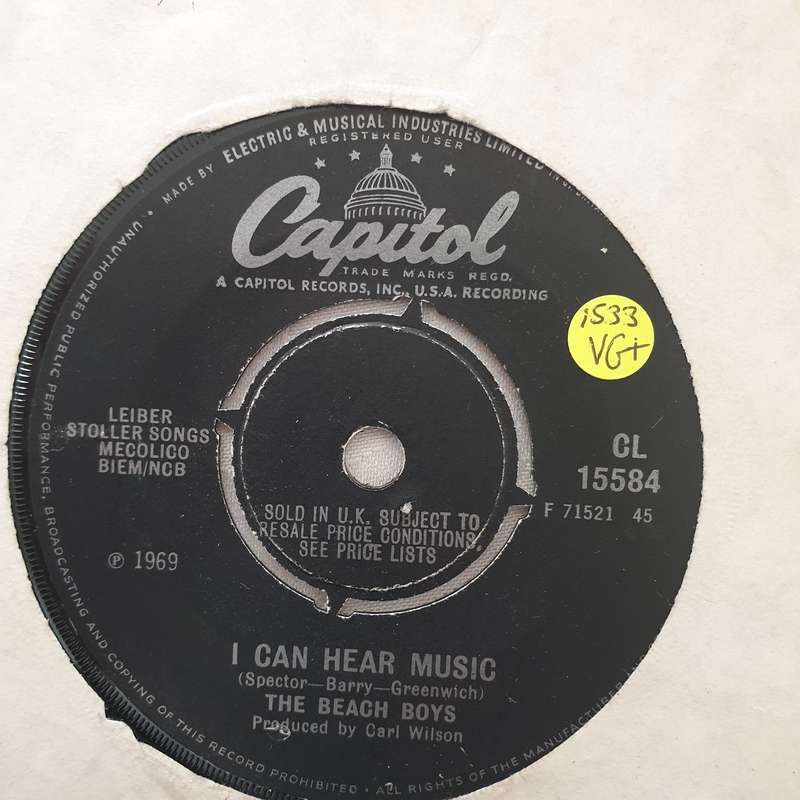 MADE BY ELECTRIC & MUSICAL INDUSTRIES LIMITED
REGISTERED USER
Capitol
TRADE MARKS REGD.
A CAPITOL RECORDS, INC., U.S.A. RECORDING
1533
VG+
LEIBER
STOLLER SONGS
MECOLICO
BIEM/NCB
CL
15584
F 71521 45
SOLD IN U.K. SUBJECT TO
RESALE PRICE CONDITIONS,
SEE PRICE LISTS
℗ 1969
I CAN HEAR MUSIC
(Spector—Barry—Greenwich)
THE BEACH BOYS
Produced by Carl Wilson
• UNAUTHORIZED PUBLIC PERFORMANCE, BROADCASTING AND COPYING OF THIS RECORD PROHIBITED • ALL RIGHTS OF THE MANUFACTURER